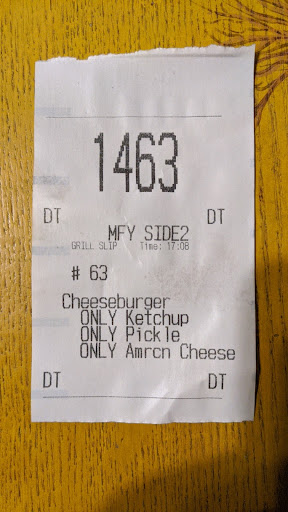 1463
DT DT
MFY SIDE2
GRILL SLIP Time: 17:08
# 63
Cheeseburger
ONLY Ketchup
ONLY Pickle
ONLY Amrcn Cheese
DT DT